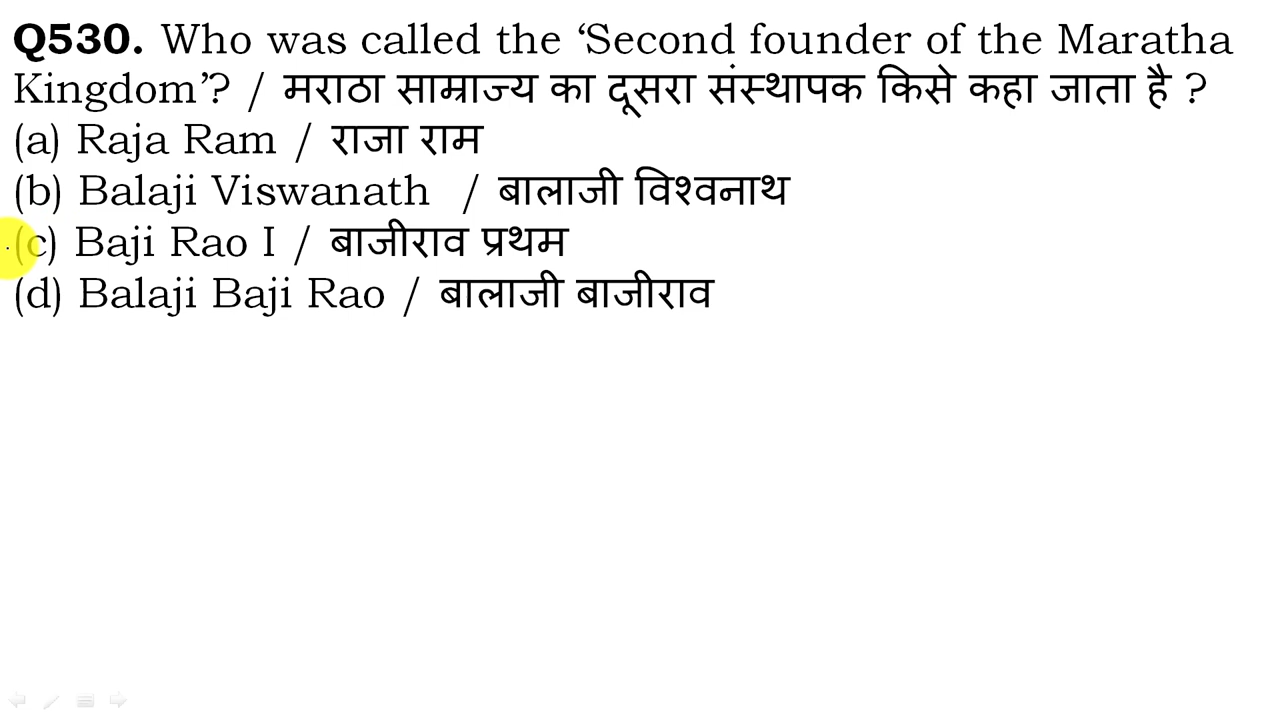 Q530. Who was called the ‘Second founder of the Maratha
Kingdom’? / मराठा साम्राज्य का दूसरा संस्थापक किसे कहा जाता है ?
(a) Raja Ram / राजा राम
(b) Balaji Viswanath / बालाजी विश्वनाथ
(c) Baji Rao I / बाजीराव प्रथम
(d) Balaji Baji Rao / बालाजी बाजीराव